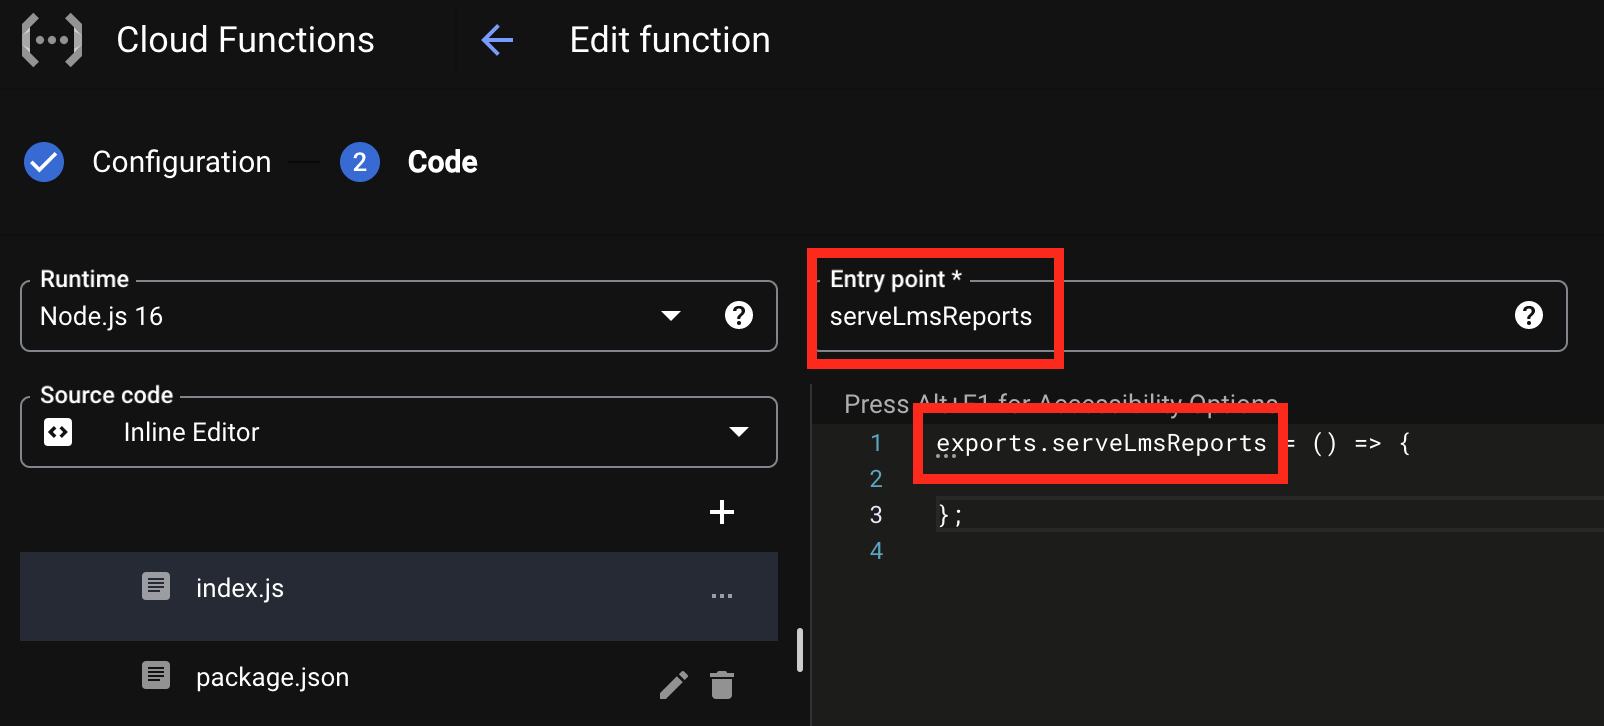 Cloud Functions
Edit function
Configuration
2
Code
Runtime
Node.js 16
Entry point *
serveLmsReports
Source code
Inline Editor
Press Alt+F1 for Accessibility Options
1 exports.serveLmsReports = () => {
2
3 };
4
index.js
package.json